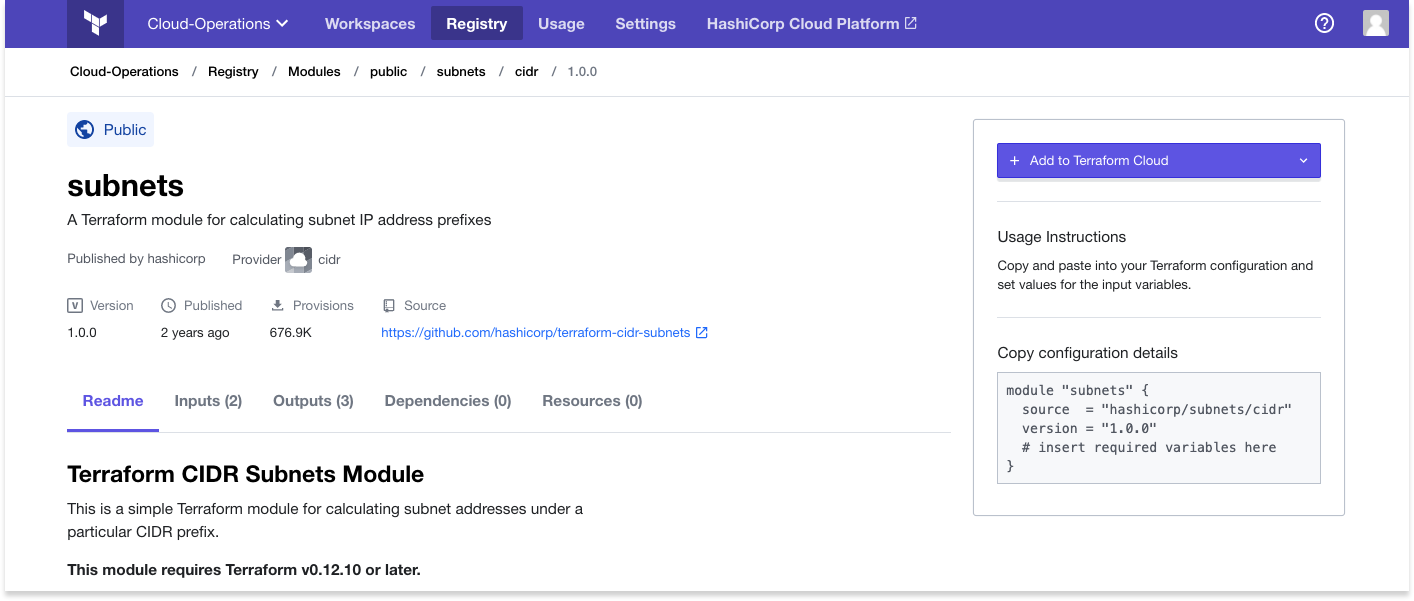 Cloud-Operations Workspaces Registry Usage Settings HashiCorp Cloud Platform
Cloud-Operations / Registry / Modules / public / subnets / cidr / 1.0.0
Public
subnets
A Terraform module for calculating subnet IP address prefixes
Published by hashicorp Provider cidr
V Version Published Provisions Source
1.0.0 2 years ago 676.9K https://github.com/hashicorp/terraform-cidr-subnets
Readme Inputs (2) Outputs (3) Dependencies (0) Resources (0)
Terraform CIDR Subnets Module
This is a simple Terraform module for calculating subnet addresses under a
particular CIDR prefix.
This module requires Terraform v0.12.10 or later.
+ Add to Terraform Cloud
Usage Instructions
Copy and paste into your Terraform configuration and
set values for the input variables.
Copy configuration details
module "subnets" {
  source  = "hashicorp/subnets/cidr"
  version = "1.0.0"
  # insert required variables here
}